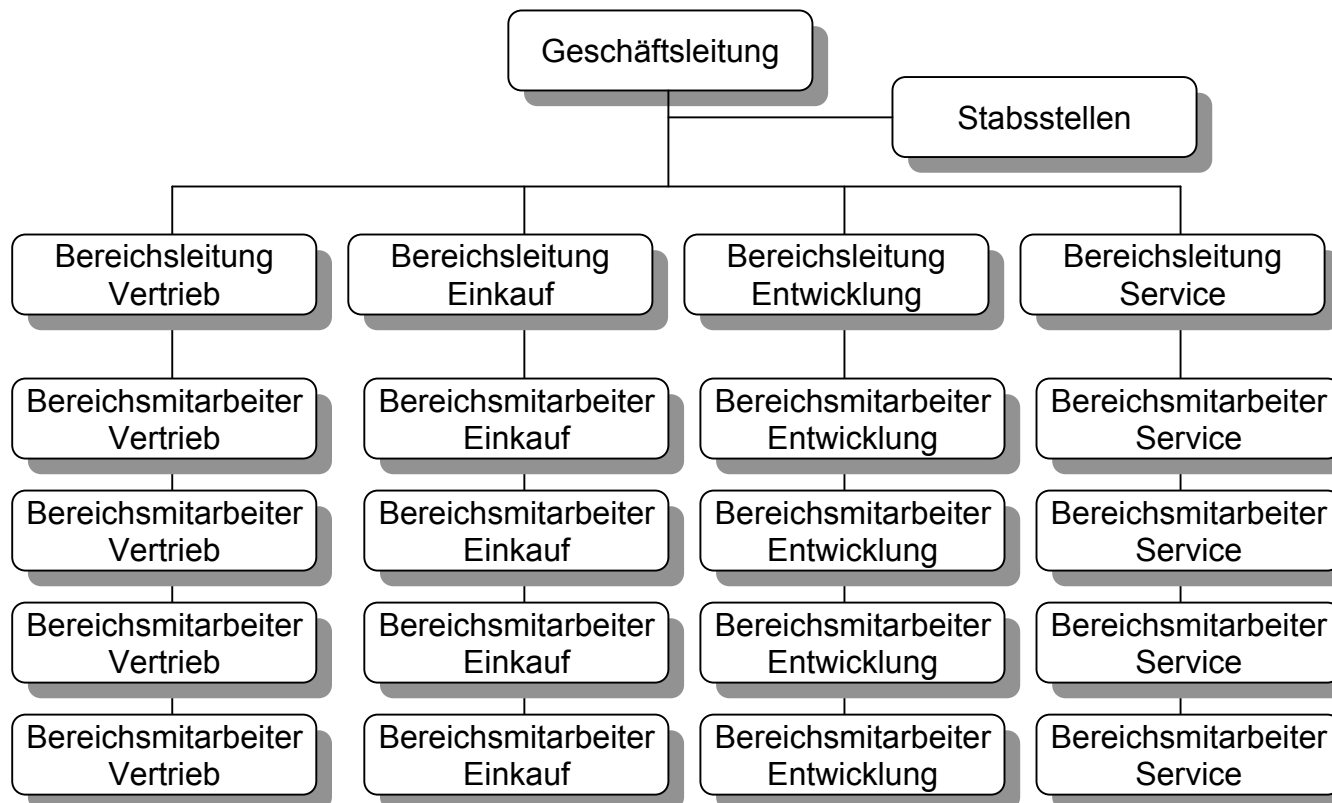 Geschäftsleitung
Stabsstellen
Bereichsleitung
Vertrieb
Bereichsleitung
Einkauf
Bereichsleitung
Entwicklung
Bereichsleitung
Service
Bereichsmitarbeiter
Vertrieb
Bereichsmitarbeiter
Einkauf
Bereichsmitarbeiter
Entwicklung
Bereichsmitarbeiter
Service
Bereichsmitarbeiter
Vertrieb
Bereichsmitarbeiter
Einkauf
Bereichsmitarbeiter
Entwicklung
Bereichsmitarbeiter
Service
Bereichsmitarbeiter
Vertrieb
Bereichsmitarbeiter
Einkauf
Bereichsmitarbeiter
Entwicklung
Bereichsmitarbeiter
Service
Bereichsmitarbeiter
Vertrieb
Bereichsmitarbeiter
Einkauf
Bereichsmitarbeiter
Entwicklung
Bereichsmitarbeiter
Service